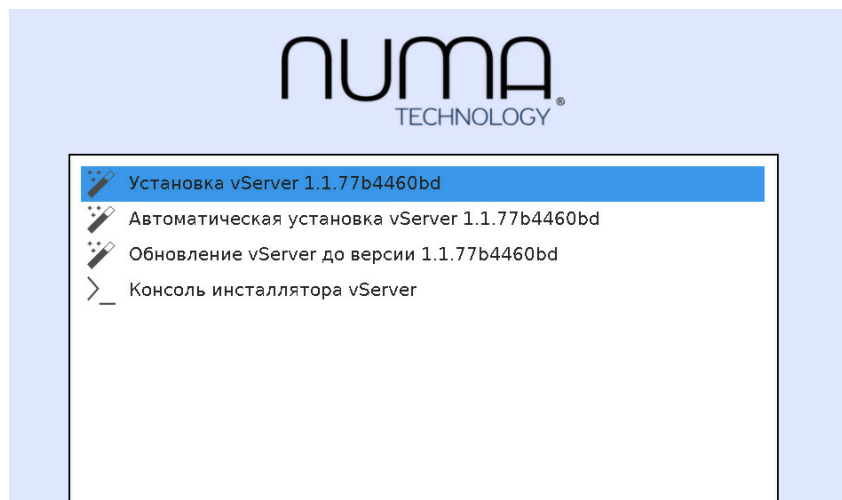 numa
TECHNOLOGY®
Установка vServer 1.1.77b4460bd
Автоматическая установка vServer 1.1.77b4460bd
Обновление vServer до версии 1.1.77b4460bd
Консоль инсталлятора vServer